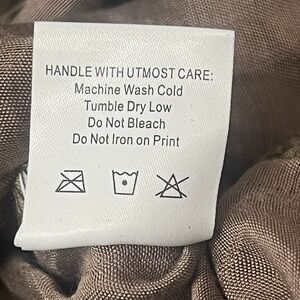 HANDLE WITH UTMOST CARE:
Machine Wash Cold
Tumble Dry Low
Do Not Bleach
Do Not Iron on Print